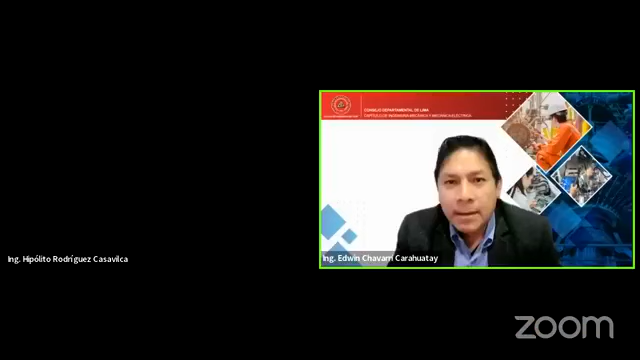 CONSEJO DEPARTAMENTAL DE LIMA
CAPÍTULO DE INGENIERÍA MECÁNICA Y MECÁNICA ELÉCTRICA
Ing. Hipólito Rodríguez Casavilca
Ing. Edwin Chavarri Carahuatay
zoom